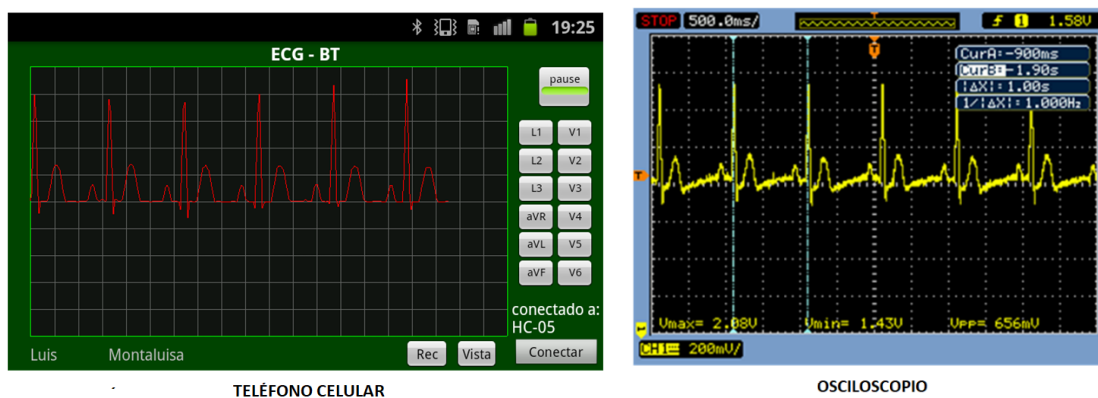 19:25
ECG - BT
pause
L1 V1
L2 V2
L3 V3
aVR V4
aVL V5
aVF V6
conectado a:
HC-05
Luis Montaluisa
Rec Vista Conectar
TELÉFONO CELULAR
STOP 500.0ms/ T f 1 1.58V
T
CurA:-900ms
CurB:-1.90s
|ΔX|: 1.00s
1/|ΔX|: 1.000Hz
T
Vmax= 2.08V Vmin= 1.43V Vpp= 656mV
CH1 200mV/
OSCILOSCOPIO